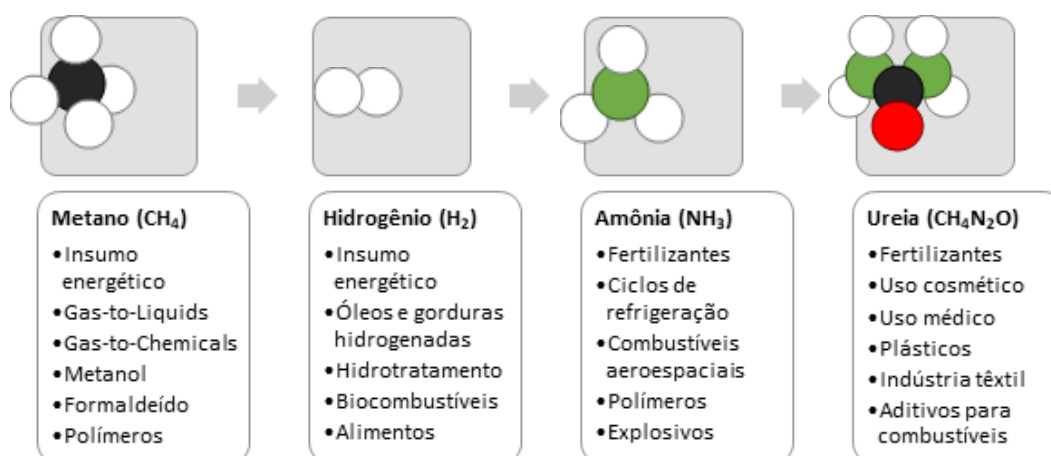 Metano (CH₄)
•Insumo
energético
•Gas-to-Liquids
•Gas-to-Chemicals
•Metanol
•Formaldeído
•Polímeros
Hidrogênio (H₂)
•Insumo
energético
•Óleos e gorduras
hidrogenadas
•Hidrotratamento
•Biocombustíveis
•Alimentos
Amônia (NH₃)
•Fertilizantes
•Ciclos de
refrigeração
•Combustíveis
aeroespaciais
•Polímeros
•Explosivos
Ureia (CH₄N₂O)
•Fertilizantes
•Uso cosmético
•Uso médico
•Plásticos
•Indústria têxtil
•Aditivos para
combustíveis